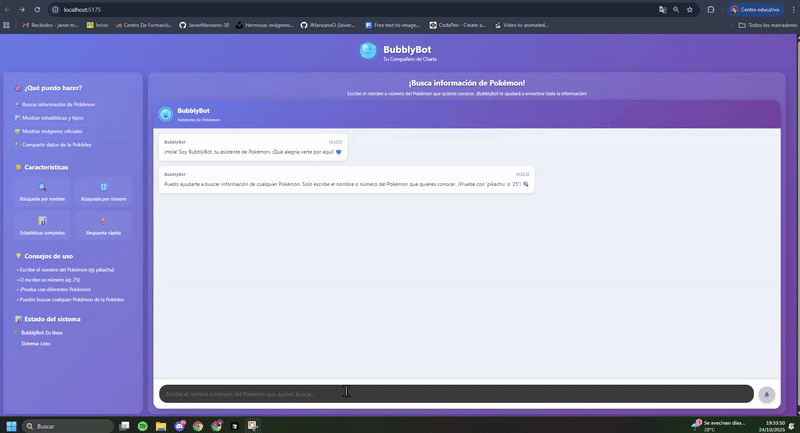 localhost:5175
Centro educativo
Recibidos - javier.m...
Inicio
Centro De Formació...
JavierManzano-30
Hermosas imágenes...
JManzanoO (Javier...
Free text-to-image...
CodePen - Create a...
Video to animated...
Todos los marcadores
BubblyBot
Tu Compañero de Charla
¿Qué puedo hacer?
Buscar información de Pokémon
Mostrar estadísticas y tipos
Mostrar imágenes oficiales
Compartir datos de la Pokédex
Características
Búsqueda por nombre
Búsqueda por número
Estadísticas completas
Respuesta rápida
Consejos de uso
• Escribe el nombre del Pokémon (ej: pikachu)
• O escribe su número (ej: 25)
• ¡Prueba con diferentes Pokémon!
• Puedes buscar cualquier Pokémon de la Pokédex
Estado del sistema
BubblyBot: En línea
Sistema: Listo
¡Busca información de Pokémon!
Escribe el nombre o número del Pokémon que quieres conocer. ¡BubblyBot te ayudará a encontrar toda la información!
BubblyBot
Asistente de Pokémon
BubblyBot
19:33:33
¡Hola! Soy BubblyBot, tu asistente de Pokémon. ¡Qué alegría verte por aquí! 💙
BubblyBot
19:33:33
Puedo ayudarte a buscar información de cualquier Pokémon. Solo escribe el nombre o número del Pokémon que quieres conocer. ¡Prueba con 'pikachu' o '25'! 🔍
Escribe el nombre o número del Pokémon que quieres buscar...
Buscar
Se avecinan días...
28°C
19:33:50
24/10/2025